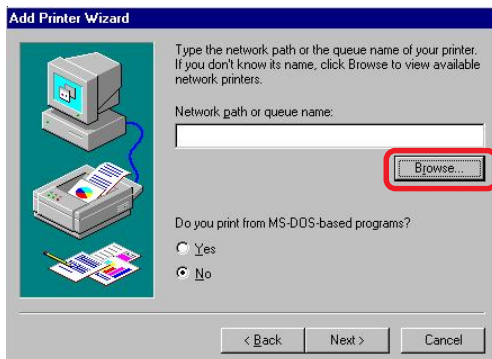 Add Printer Wizard
Type the network path or the queue name of your printer.
If you don't know its name, click Browse to view available
network printers.
Network path or queue name:
Browse...
Do you print from MS-DOS-based programs?
Yes
No
< Back
Next >
Cancel